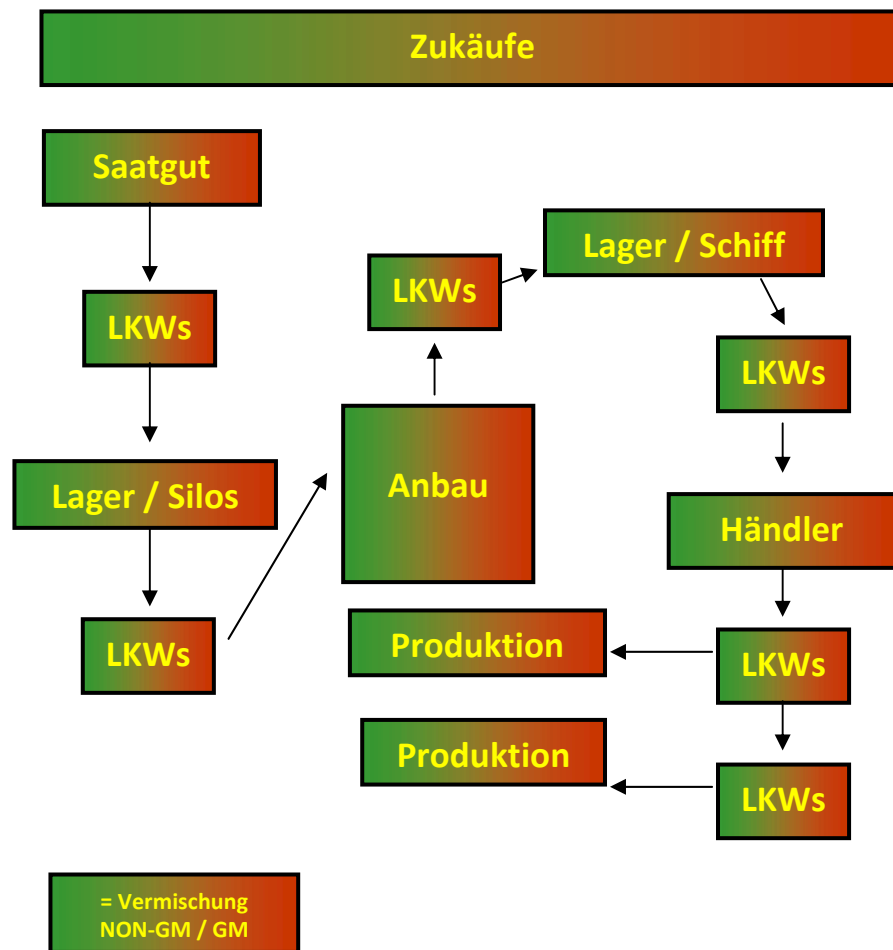 Zukäufe
Saatgut
LKWs
Lager / Silos
LKWs
Anbau
LKWs
Lager / Schiff
LKWs
Händler
LKWs
Produktion
LKWs
Produktion
= Vermischung
NON-GM / GM